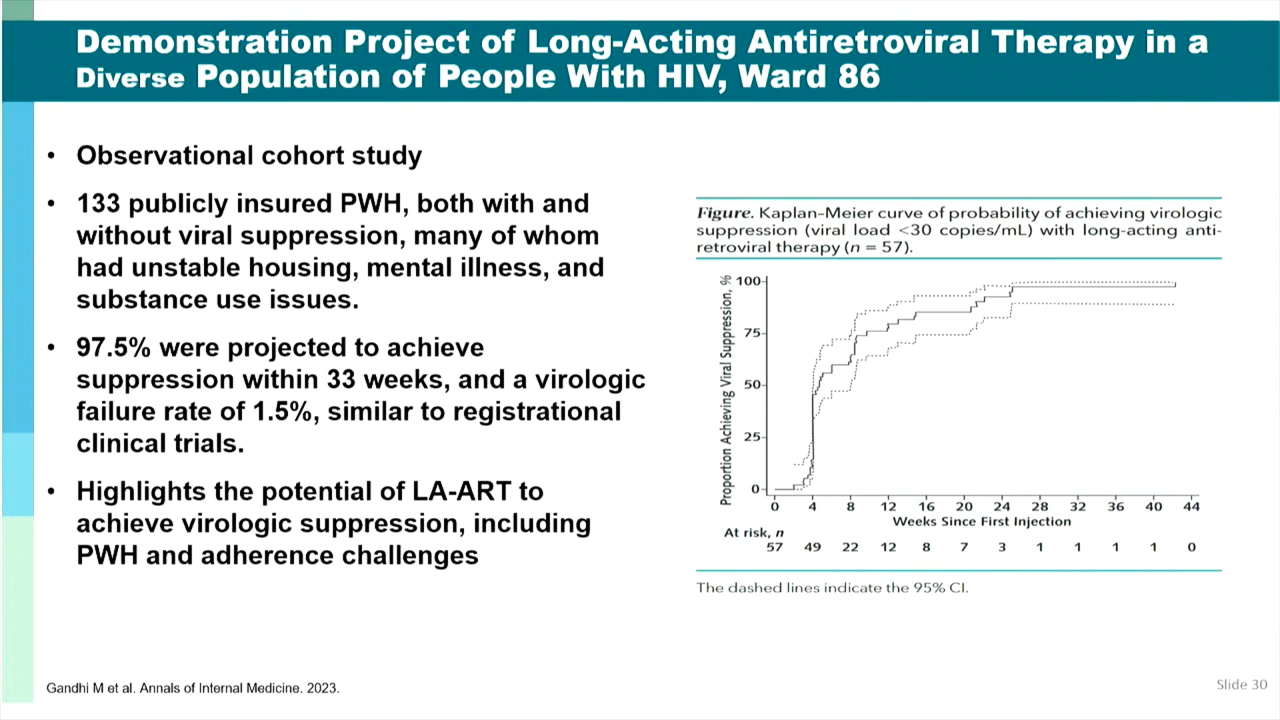 Demonstration Project of Long-Acting Antiretroviral Therapy in a
Diverse Population of People With HIV, Ward 86
• Observational cohort study
• 133 publicly insured PWH, both with and
without viral suppression, many of whom
had unstable housing, mental illness, and
substance use issues.
• 97.5% were projected to achieve
suppression within 33 weeks, and a virologic
failure rate of 1.5%, similar to registrational
clinical trials.
• Highlights the potential of LA-ART to
achieve virologic suppression, including
PWH and adherence challenges
Figure. Kaplan–Meier curve of probability of achieving virologic
suppression (viral load <30 copies/mL) with long-acting anti-
retroviral therapy (n = 57).
Proportion Achieving Viral Suppression, %
100
75
50
25
0
0 4 8 12 16 20 24 28 32 36 40 44
Weeks Since First Injection
At risk, n
57 49 22 12 8 7 3 1 1 1 1 0
The dashed lines indicate the 95% CI.
Gandhi M et al. Annals of Internal Medicine. 2023.
Slide 30